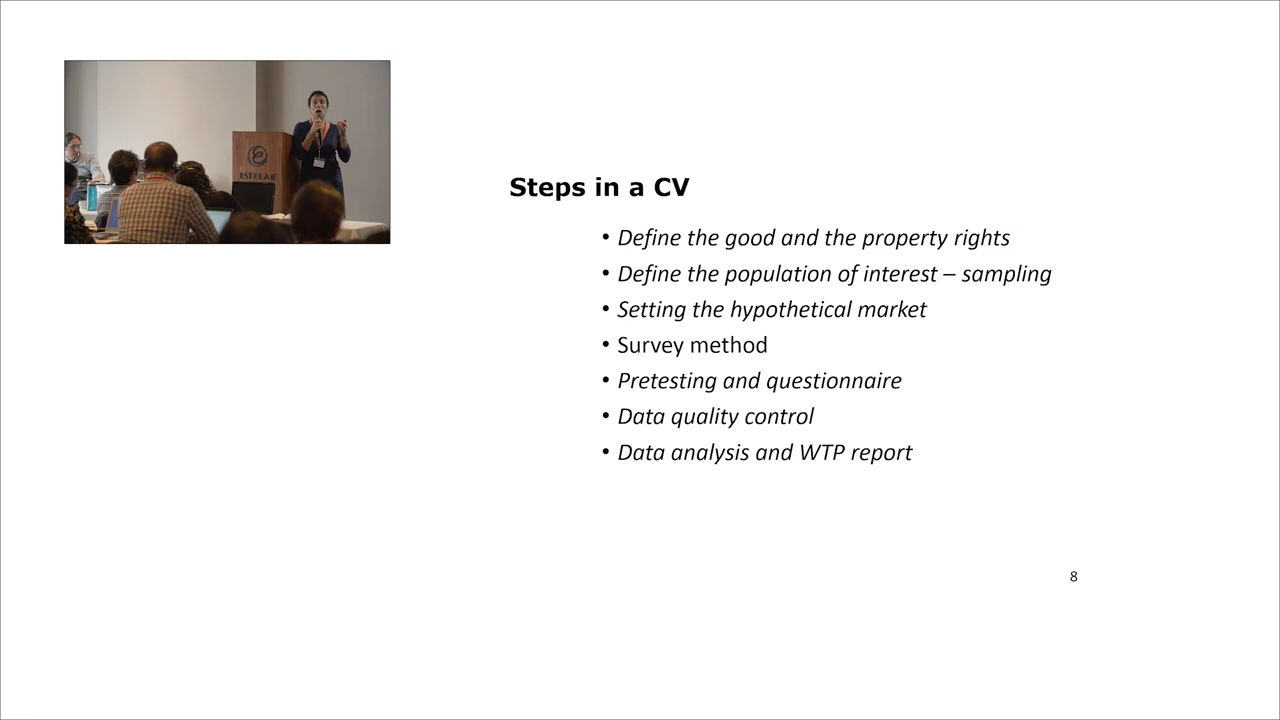 ESTELAR
Steps in a CV
• Define the good and the property rights
• Define the population of interest – sampling
• Setting the hypothetical market
• Survey method
• Pretesting and questionnaire
• Data quality control
• Data analysis and WTP report
8